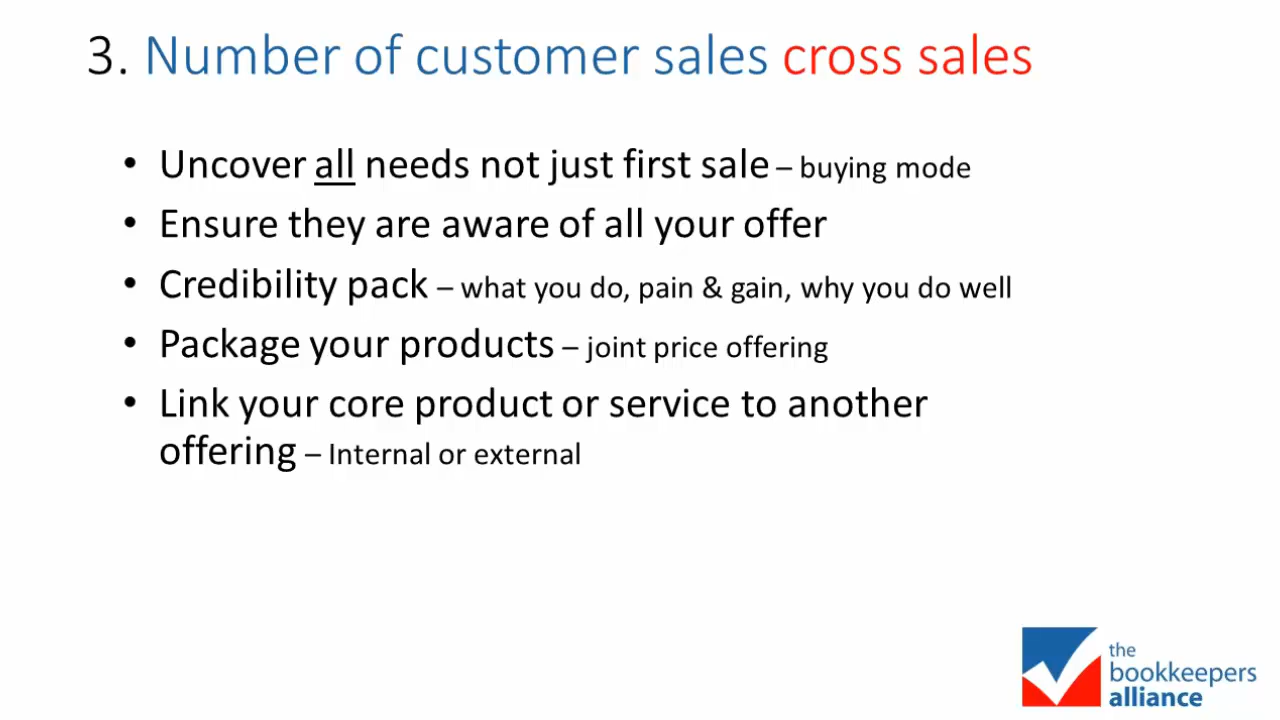 3. Number of customer sales cross sales
• Uncover all needs not just first sale – buying mode
• Ensure they are aware of all your offer
• Credibility pack – what you do, pain & gain, why you do well
• Package your products – joint price offering
• Link your core product or service to another
offering – Internal or external
the
bookkeepers
alliance